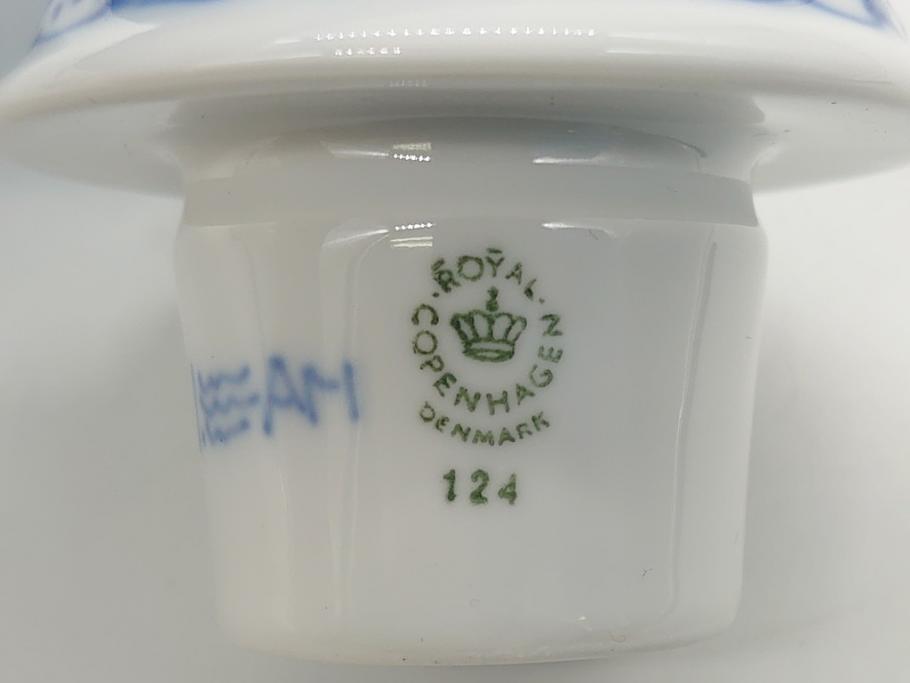 ROYAL
COPENHAGEN
DENMARK
124